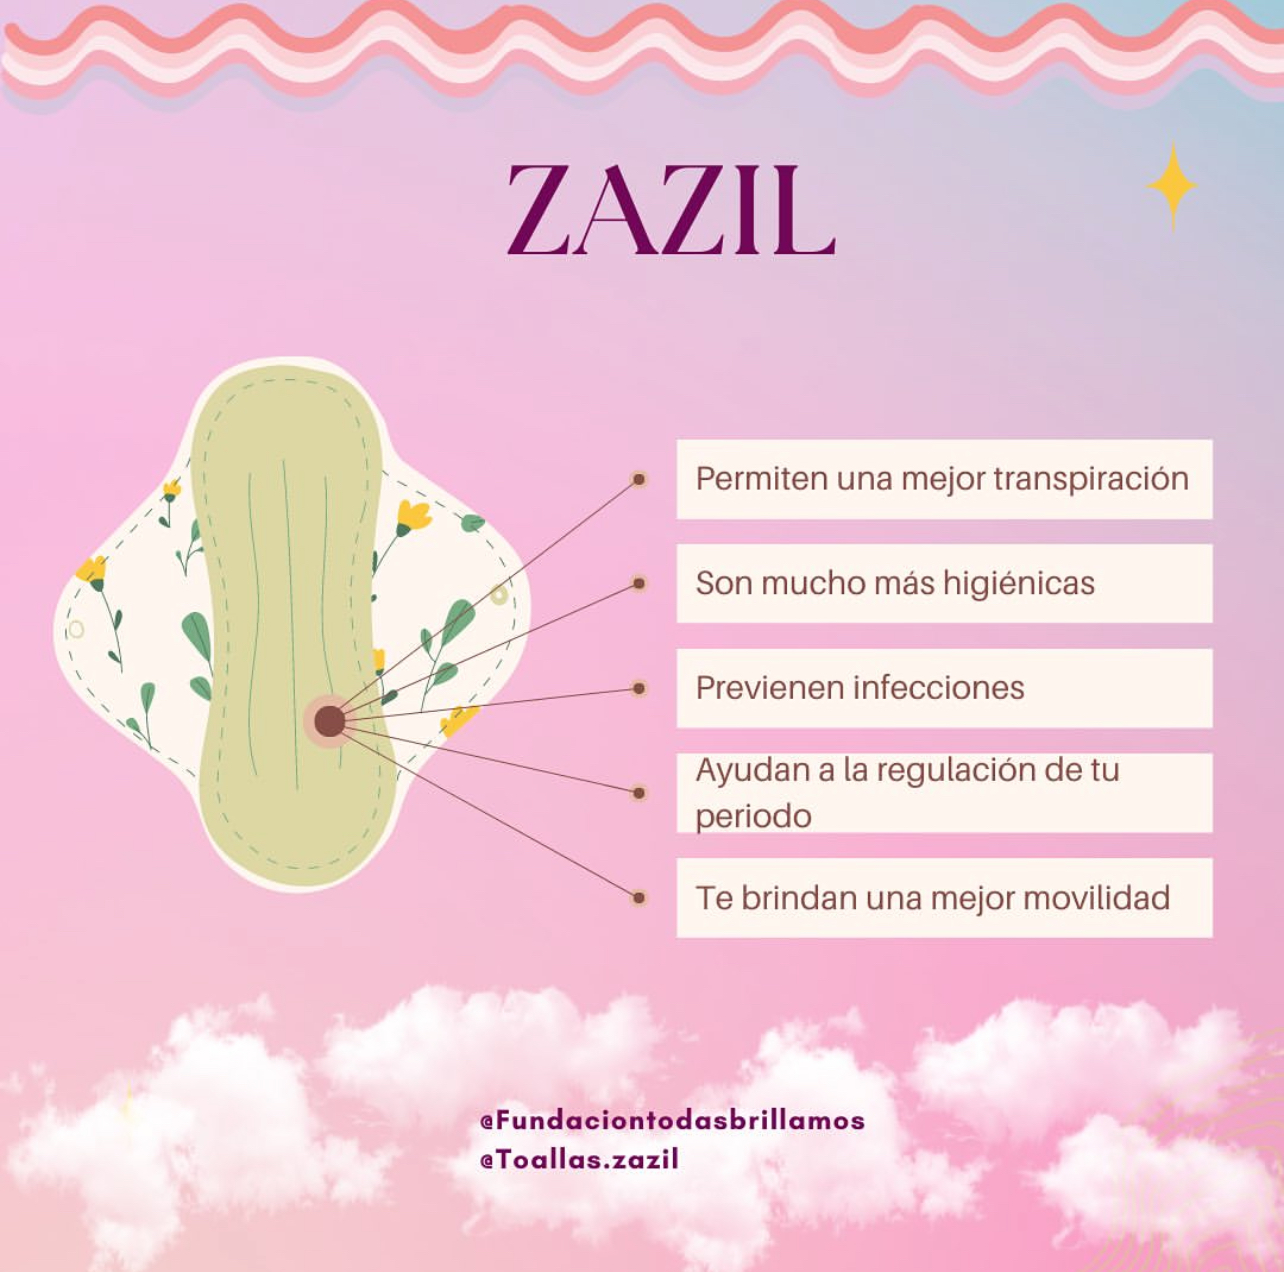 ZAZIL
Permiten una mejor transpiración
Son mucho más higiénicas
Previenen infecciones
Ayudan a la regulación de tu
periodo
Te brindan una mejor movilidad
@Fundaciontodasbrillamos
@Toallas.zazil